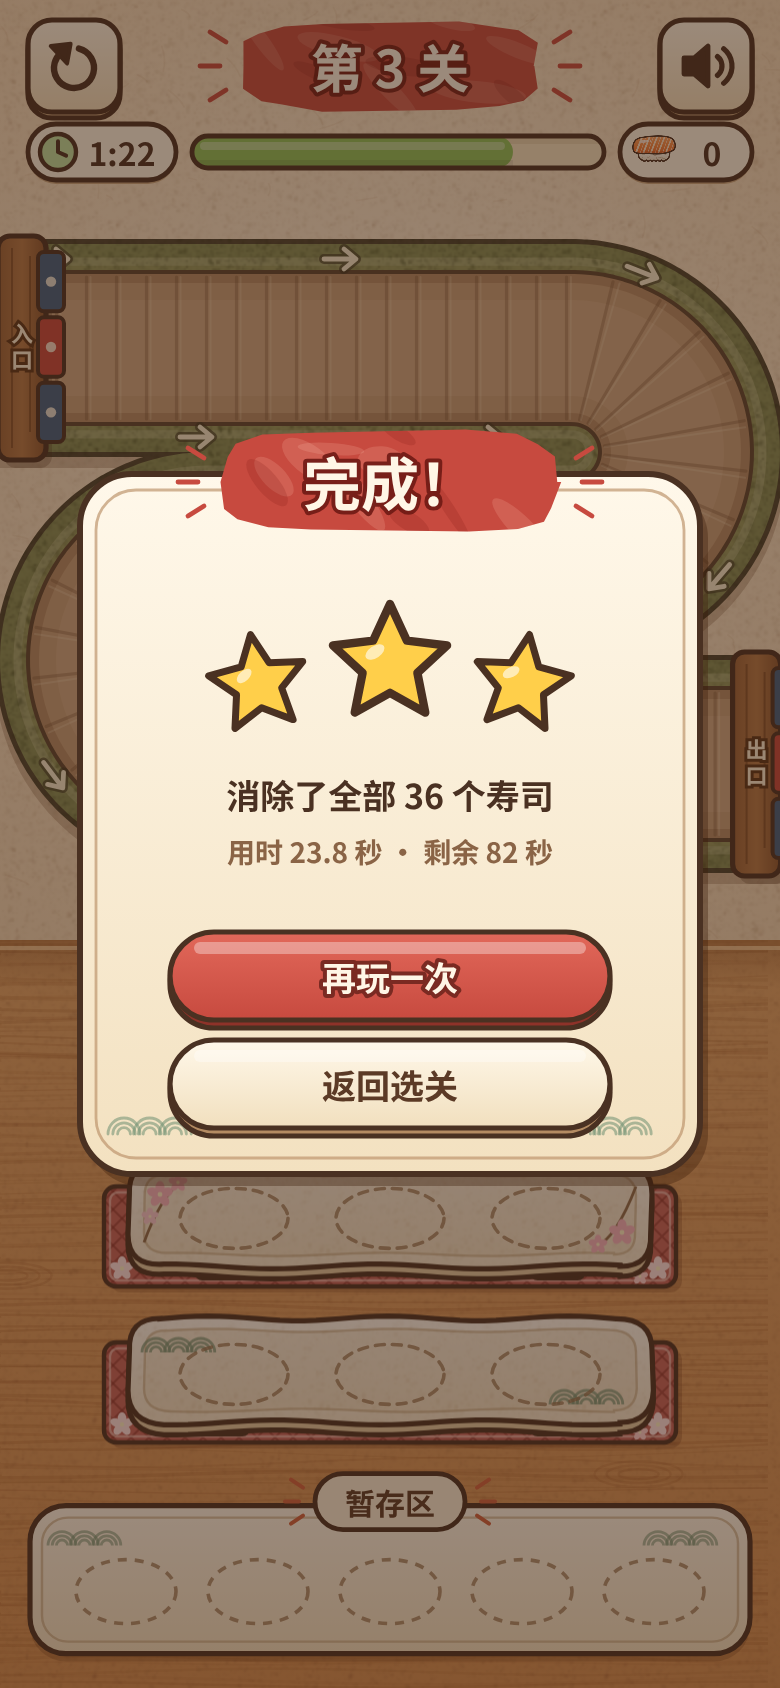 第3关
1:22
0
入口
完成!
消除了全部 36 个寿司
用时 23.8 秒 · 剩余 82 秒
出口
再玩一次
返回选关
暂存区